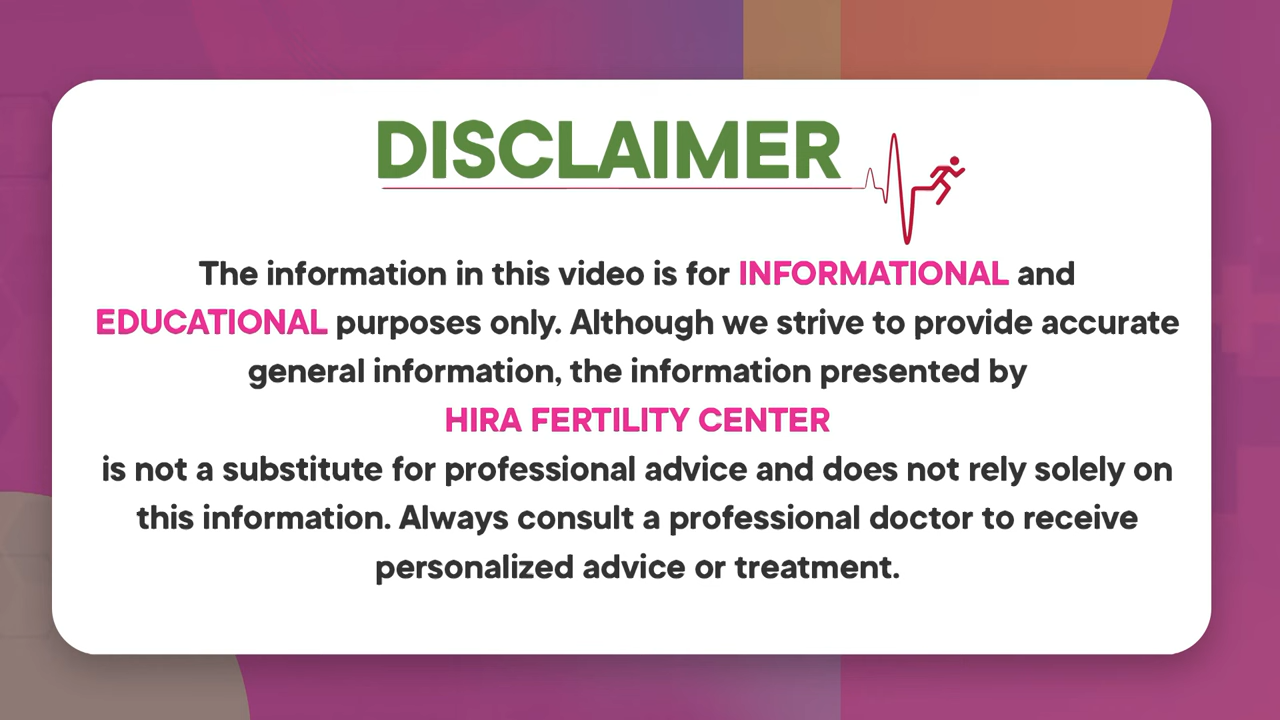 DISCLAIMER
The information in this video is for INFORMATIONAL and
EDUCATIONAL purposes only. Although we strive to provide accurate
general information, the information presented by
HIRA FERTILITY CENTER
is not a substitute for professional advice and does not rely solely on
this information. Always consult a professional doctor to receive
personalized advice or treatment.